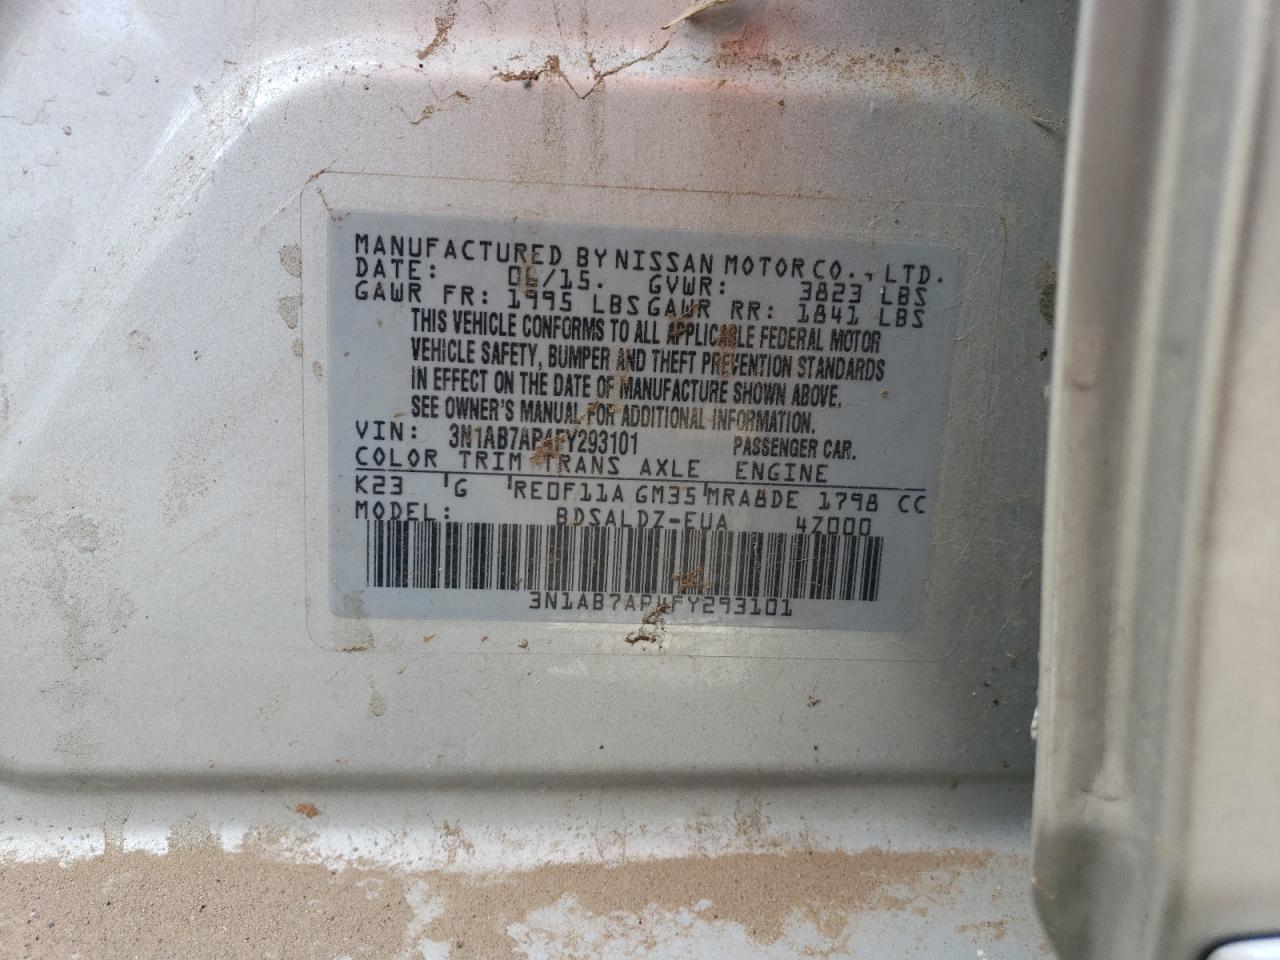 MANUFACTURED BY NISSAN MOTOR CO., LTD.
DATE: 06/15. GVWR: 3823 LBS
GAWR FR: 1995 LBS GAWR RR: 1841 LBS
THIS VEHICLE CONFORMS TO ALL APPLICABLE FEDERAL MOTOR
VEHICLE SAFETY, BUMPER AND THEFT PREVENTION STANDARDS
IN EFFECT ON THE DATE OF MANUFACTURE SHOWN ABOVE.
SEE OWNER'S MANUAL FOR ADDITIONAL INFORMATION.
VIN: 3N1AB7AP4FY293101 PASSENGER CAR.
COLOR TRIM TRANS AXLE ENGINE
K23 G RE0F11A GM35 MRA8DE 1798 CC
MODEL: BDSALDZ-EUA 4Z000
3N1AB7AP4FY293101